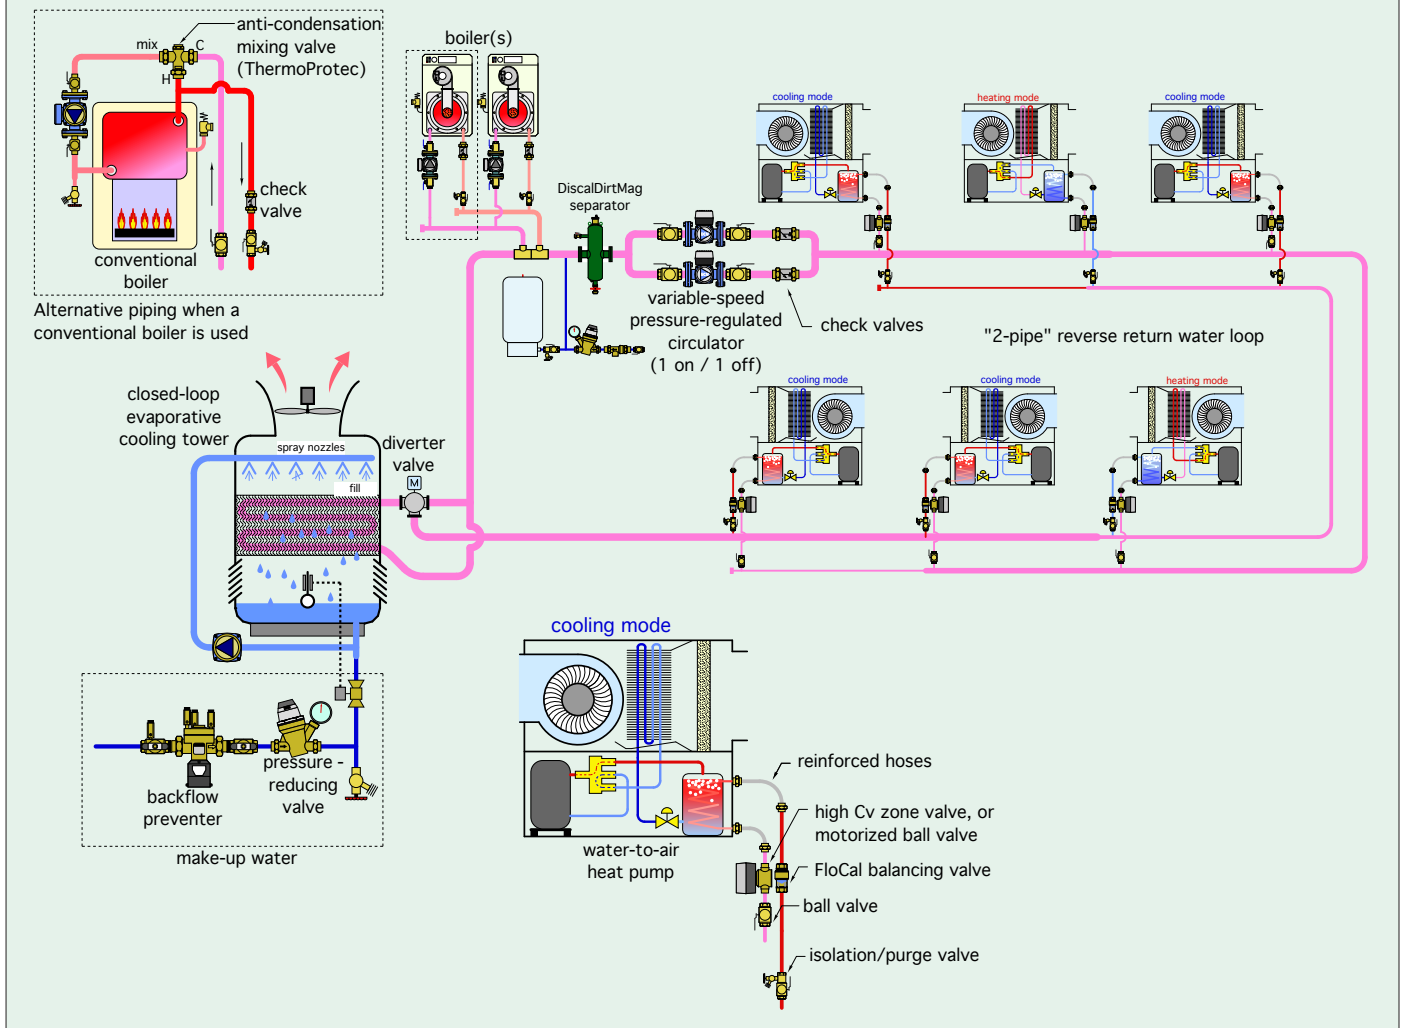 anti-condensation
mixing valve
(ThermoProtec)
mix
C
H
check
valve
conventional
boiler
Alternative piping when a
conventional boiler is used
boiler(s)
DiscalDirtMag
separator
variable-speed
pressure-regulated
circulator
(1 on / 1 off)
check valves
cooling mode
heating mode
cooling mode
"2-pipe" reverse return water loop
cooling mode
cooling mode
heating mode
closed-loop
evaporative
cooling tower
spray nozzles
fill
diverter
valve
M
backflow
preventer
pressure -
reducing
valve
make-up water
cooling mode
water-to-air
heat pump
reinforced hoses
high Cv zone valve, or
motorized ball valve
FloCal balancing valve
ball valve
isolation/purge valve